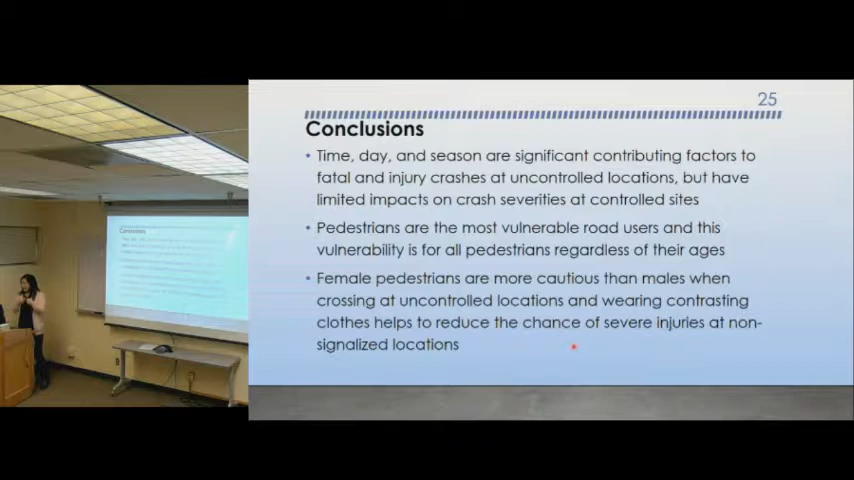 25
Conclusions
• Time, day, and season are significant contributing factors to
fatal and injury crashes at uncontrolled locations, but have
limited impacts on crash severities at controlled sites
• Pedestrians are the most vulnerable road users and this
vulnerability is for all pedestrians regardless of their ages
• Female pedestrians are more cautious than males when
crossing at uncontrolled locations and wearing contrasting
clothes helps to reduce the chance of severe injuries at non-
signalized locations
Conclusions